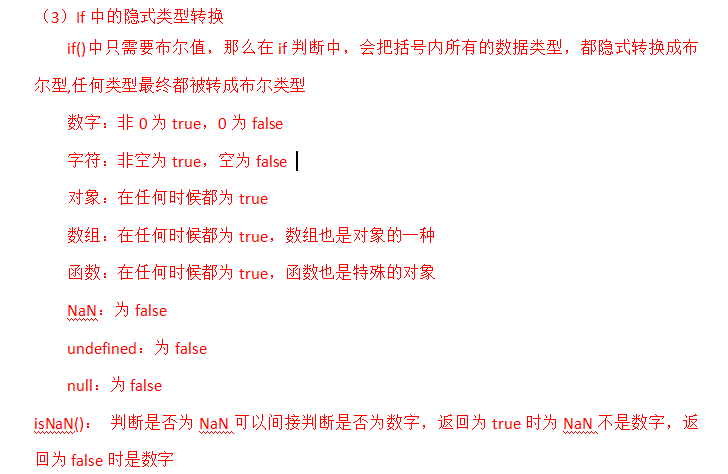 （3）If 中的隐式类型转换
if()中只需要布尔值，那么在 if 判断中，会把括号内所有的数据类型，都隐式转换成布
尔型,任何类型最终都被转成布尔类型
数字：非 0 为 true，0 为 false
字符：非空为 true，空为 false
对象：在任何时候都为 true
数组：在任何时候都为 true，数组也是对象的一种
函数：在任何时候都为 true，函数也是特殊的对象
NaN：为 false
undefined：为 false
null：为 false
isNaN()： 判断是否为 NaN 可以间接判断是否为数字，返回为 true 时为 NaN 不是数字，返
回为 false 时是数字